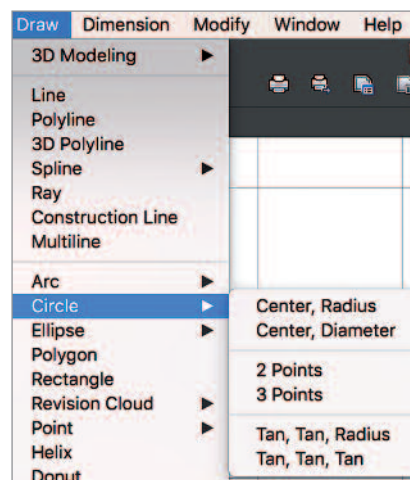 Draw Dimension Modify Window Help
3D Modeling
Line
Polyline
3D Polyline
Spline
Ray
Construction Line
Multiline
Arc
Circle
Ellipse
Polygon
Rectangle
Revision Cloud
Point
Helix
Donut
Center, Radius
Center, Diameter
2 Points
3 Points
Tan, Tan, Radius
Tan, Tan, Tan